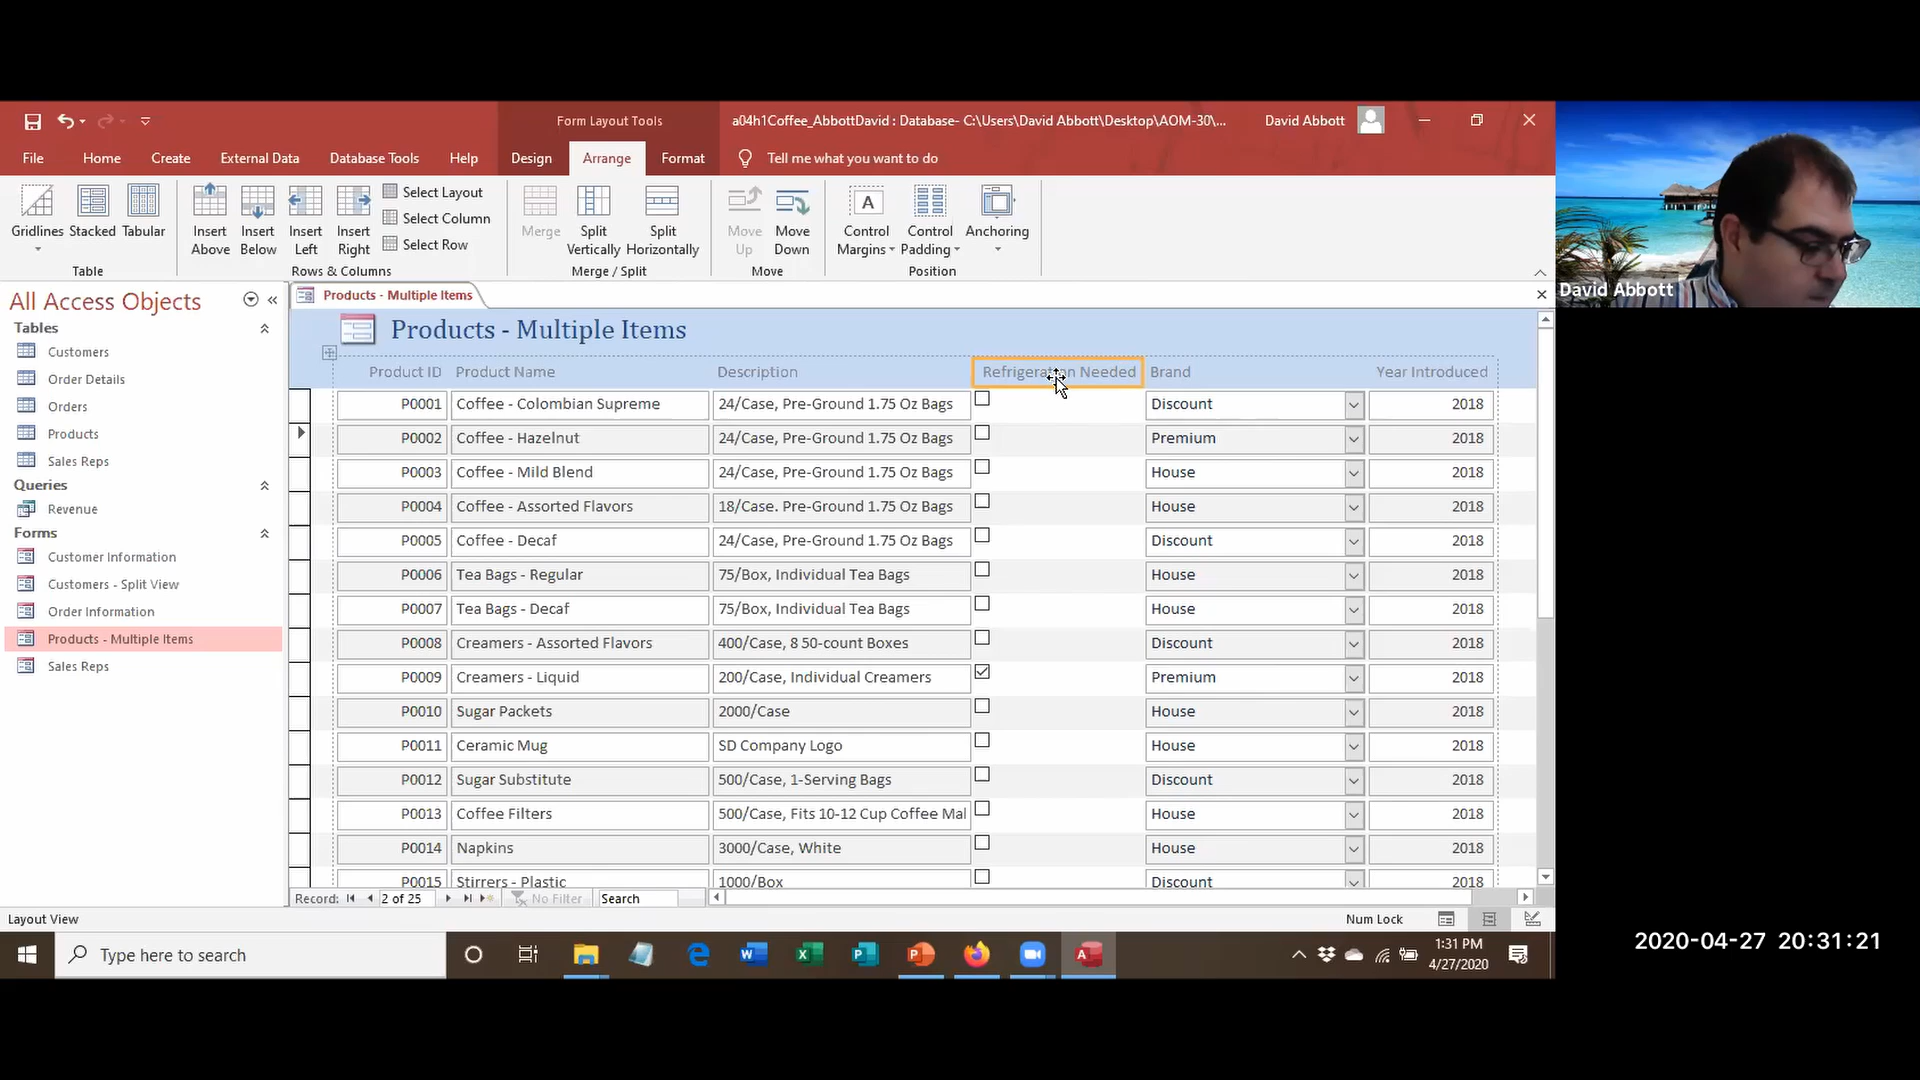 Form Layout Tools
a04h1Coffee_AbbottDavid : Database- C:\Users\David Abbott\Desktop\AOM-30\...
David Abbott
File Home Create External Data Database Tools Help Design Arrange Format Tell me what you want to do
Gridlines Stacked Tabular
Table
Insert Above
Insert Below
Insert Left
Insert Right
Select Layout
Select Column
Select Row
Rows & Columns
Merge
Split Vertically
Split Horizontally
Merge / Split
Move Up
Move Down
Move
Control Margins
Control Padding
Anchoring
Position
David Abbott
All Access Objects
Tables
Customers
Order Details
Orders
Products
Sales Reps
Queries
Revenue
Forms
Customer Information
Customers - Split View
Order Information
Products - Multiple Items
Sales Reps
Products - Multiple Items
Products - Multiple Items
Product ID Product Name Description Refrigeration Needed Brand Year Introduced
P0001 Coffee - Colombian Supreme 24/Case, Pre-Ground 1.75 Oz Bags Discount 2018
P0002 Coffee - Hazelnut 24/Case, Pre-Ground 1.75 Oz Bags Premium 2018
P0003 Coffee - Mild Blend 24/Case, Pre-Ground 1.75 Oz Bags House 2018
P0004 Coffee - Assorted Flavors 18/Case. Pre-Ground 1.75 Oz Bags House 2018
P0005 Coffee - Decaf 24/Case, Pre-Ground 1.75 Oz Bags Discount 2018
P0006 Tea Bags - Regular 75/Box, Individual Tea Bags House 2018
P0007 Tea Bags - Decaf 75/Box, Individual Tea Bags House 2018
P0008 Creamers - Assorted Flavors 400/Case, 8 50-count Boxes Discount 2018
P0009 Creamers - Liquid 200/Case, Individual Creamers Premium 2018
P0010 Sugar Packets 2000/Case House 2018
P0011 Ceramic Mug SD Company Logo House 2018
P0012 Sugar Substitute 500/Case, 1-Serving Bags Discount 2018
P0013 Coffee Filters 500/Case, Fits 10-12 Cup Coffee Mal House 2018
P0014 Napkins 3000/Case, White House 2018
P0015 Stirrers - Plastic 1000/Box Discount 2018
Record: 2 of 25 No Filter Search
Layout View Num Lock
Type here to search
1:31 PM
4/27/2020
2020-04-27 20:31:21